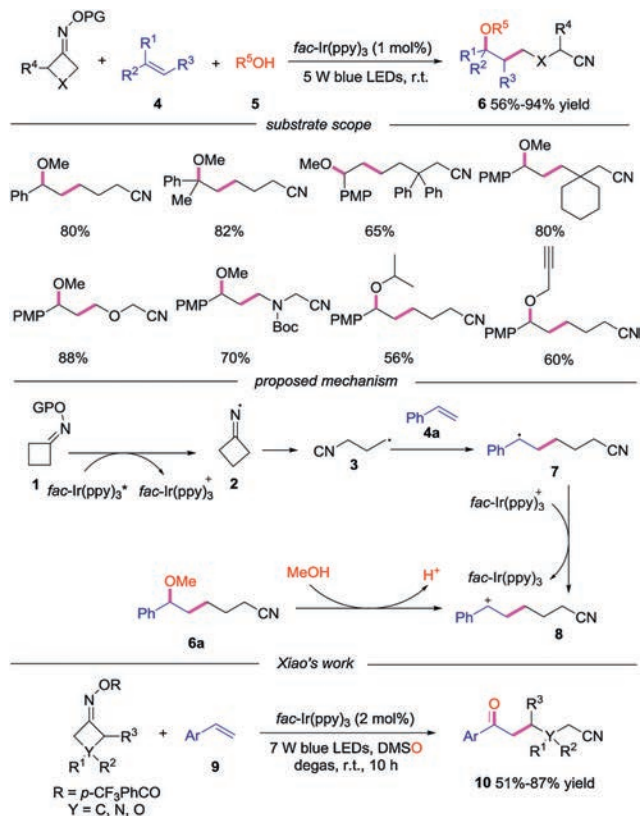 OPG
N
R⁴
X
+
R¹
R²
R³
4
+
R⁵OH
5
fac-Ir(ppy)₃ (1 mol%)
5 W blue LEDs, r.t.
OR⁵
R¹
R²
R³
X
R⁴
CN
6 56%-94% yield
substrate scope
OMe
Ph
CN
80%
OMe
Ph
Me
CN
82%
MeO
PMP
Ph Ph
CN
65%
OMe
PMP
CN
80%
OMe
PMP
O
CN
88%
OMe
PMP
N
Boc
CN
70%
O
PMP
CN
56%
O
PMP
CN
60%
proposed mechanism
GPO
N
1
fac-Ir(ppy)₃*
fac-Ir(ppy)₃⁺
N•
2
NC
3
Ph
4a
Ph
CN
7
fac-Ir(ppy)₃⁺
fac-Ir(ppy)₃
OMe
Ph
CN
6a
MeOH
H⁺
Ph
+
CN
8
Xiao's work
OR
N
R³
Y
R¹
R²
R = p-CF₃PhCO
Y = C, N, O
+
Ar
9
fac-Ir(ppy)₃ (2 mol%)
7 W blue LEDs, DMSO
degas, r.t., 10 h
O
Ar
R³
Y
R¹
R²
CN
10 51%-87% yield